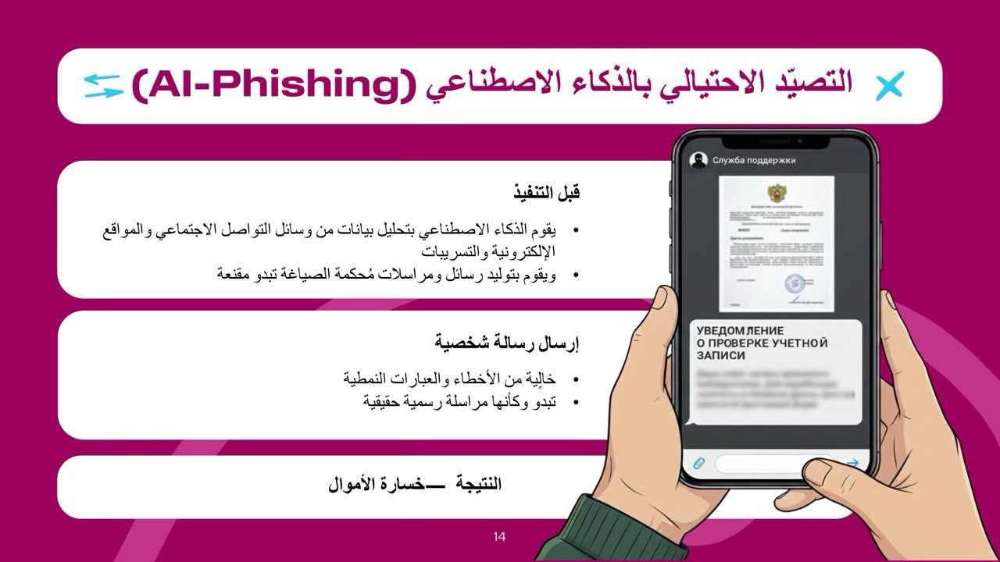 التصيّد الاحتيالي بالذكاء الاصطناعي (AI-Phishing)
قبل التنفيذ
• يقوم الذكاء الاصطناعي بتحليل بيانات من وسائل التواصل الاجتماعي والمواقع
الإلكترونية والتسريبات
• ويقوم بتوليد رسائل ومراسلات مُحكمة الصياغة تبدو مقنعة
إرسال رسالة شخصية
• خالٍية من الأخطاء والعبارات النمطية
• تبدو وكأنها مراسلة رسمية حقيقية
النتيجة —خسارة الأموال
Служба поддержки
УВЕДОМЛЕНИЕ
О ПРОВЕРКЕ УЧЕТНОЙ
ЗАПИСИ
14